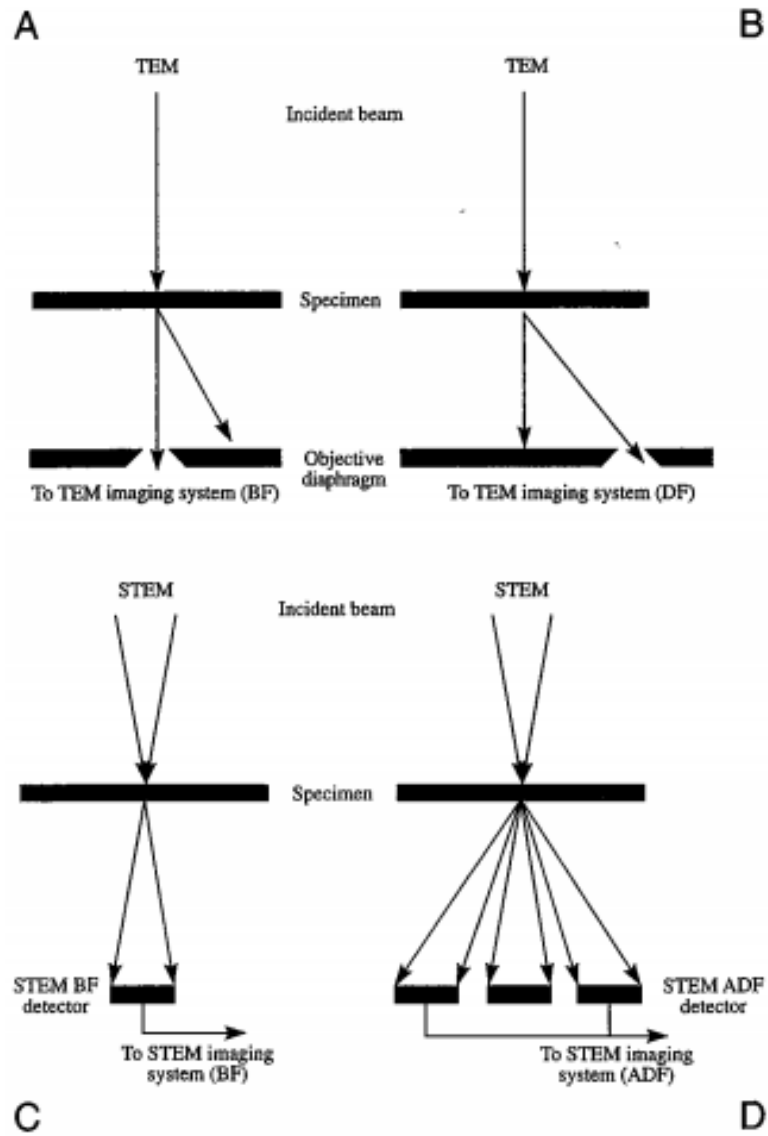 A
B
TEM
TEM
Incident beam
Specimen
Objective
diaphragm
To TEM imaging system (BF)
To TEM imaging system (DF)
STEM
STEM
Incident beam
Specimen
STEM BF
detector
STEM ADF
detector
To STEM imaging
system (BF)
To STEM imaging
system (ADF)
C
D